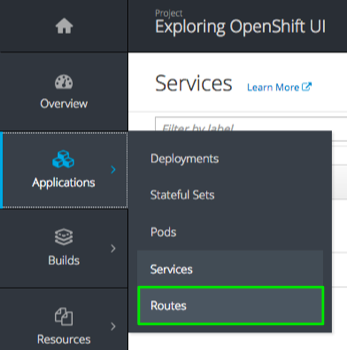 Project
Exploring OpenShift UI
Services Learn More
Filter by label
Overview
Applications
Deployments
Stateful Sets
Pods
Services
Routes
Builds
Resources